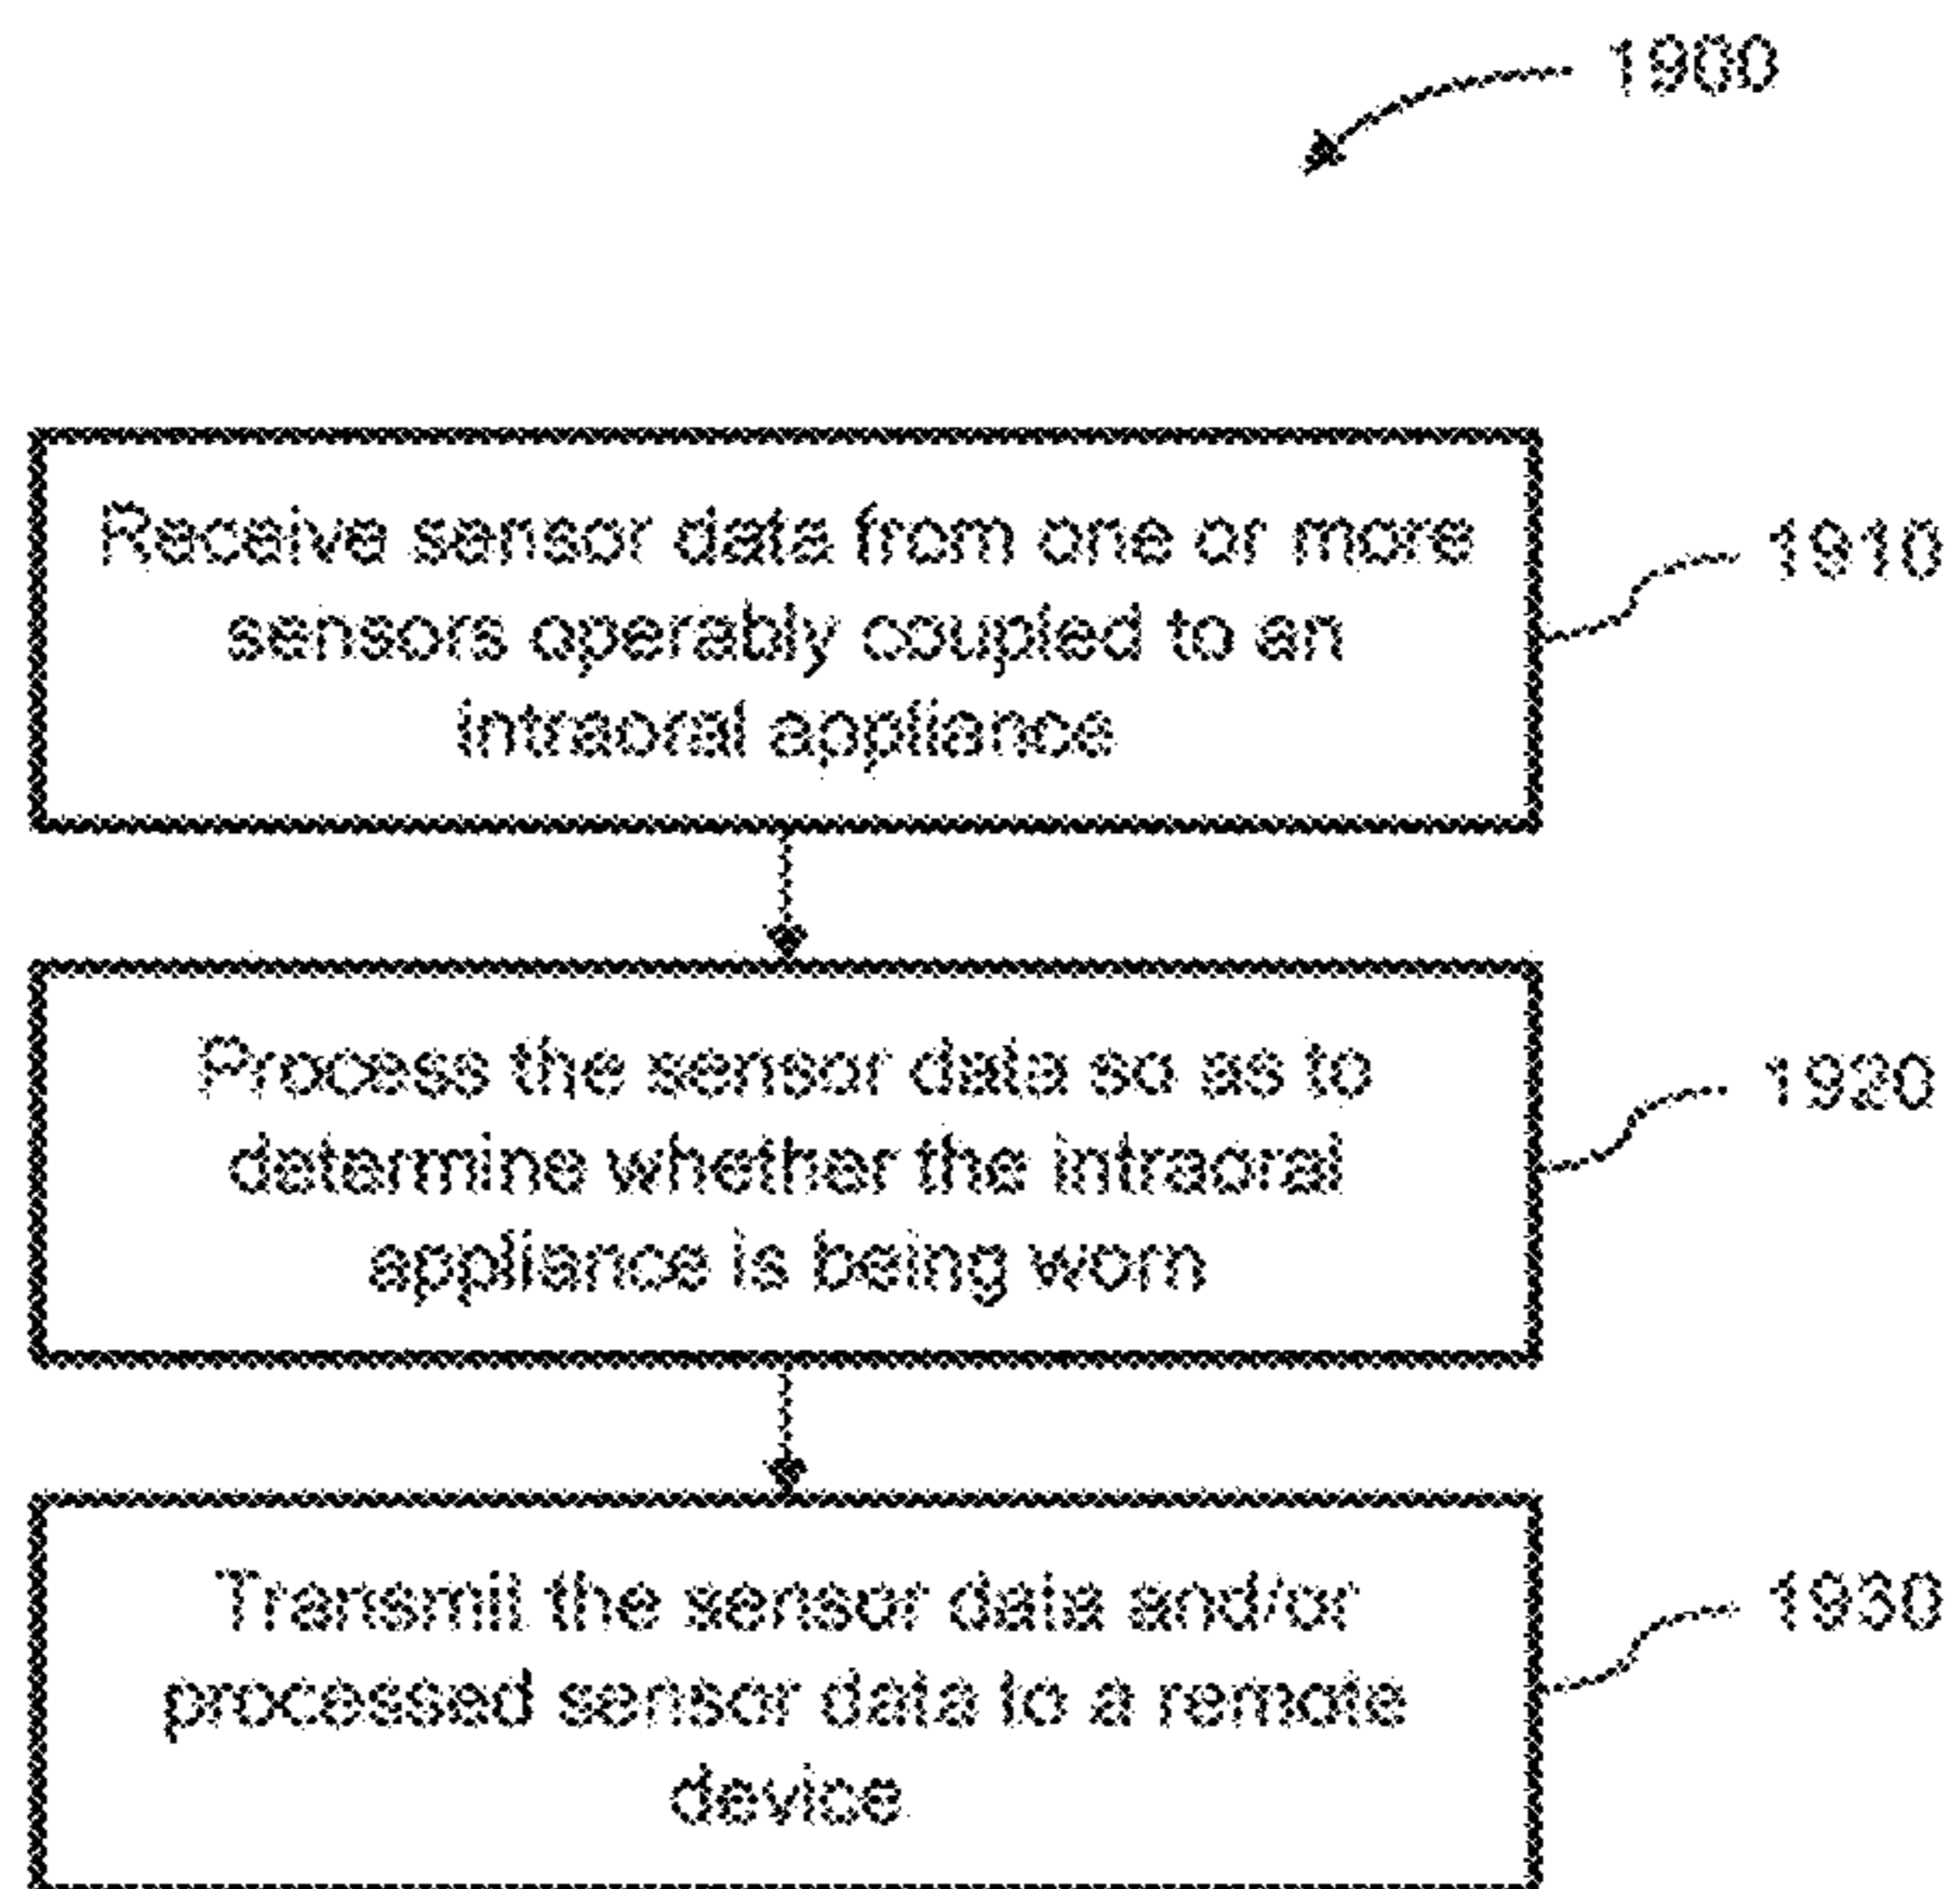 1900
Receive sensor data from one or more
1910
sensors operably coupled to an
intraoral appliance
Process the sensor data so as to
1920
determine whether the intraoral
appliance is being worn
Transmit the sensor data and/or
1930
processed sensor data to a remote
device